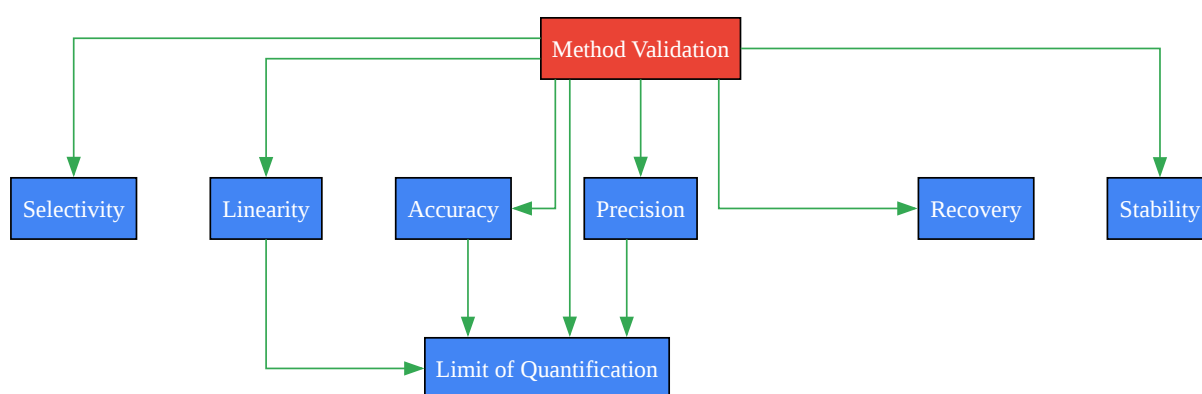 Method Validation
Selectivity
Linearity
Accuracy
Precision
Recovery
Stability
Limit of Quantification